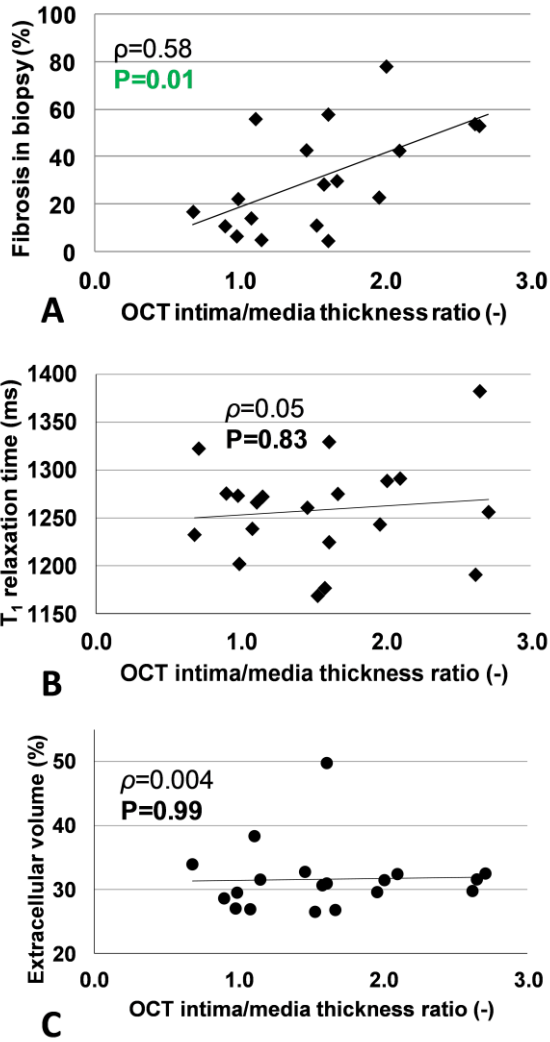 Fibrosis in biopsy (%)
100
80
60
40
20
0
ρ=0.58
P=0.01
0.0 1.0 2.0 3.0
OCT intima/media thickness ratio (-)
A
T1 relaxation time (ms)
1400
1350
1300
1250
1200
1150
ρ=0.05
P=0.83
0.0 1.0 2.0 3.0
OCT intima/media thickness ratio (-)
B
Extracellular volume (%)
50
40
30
20
ρ=0.004
P=0.99
0.0 1.0 2.0 3.0
OCT intima/media thickness ratio (-)
C